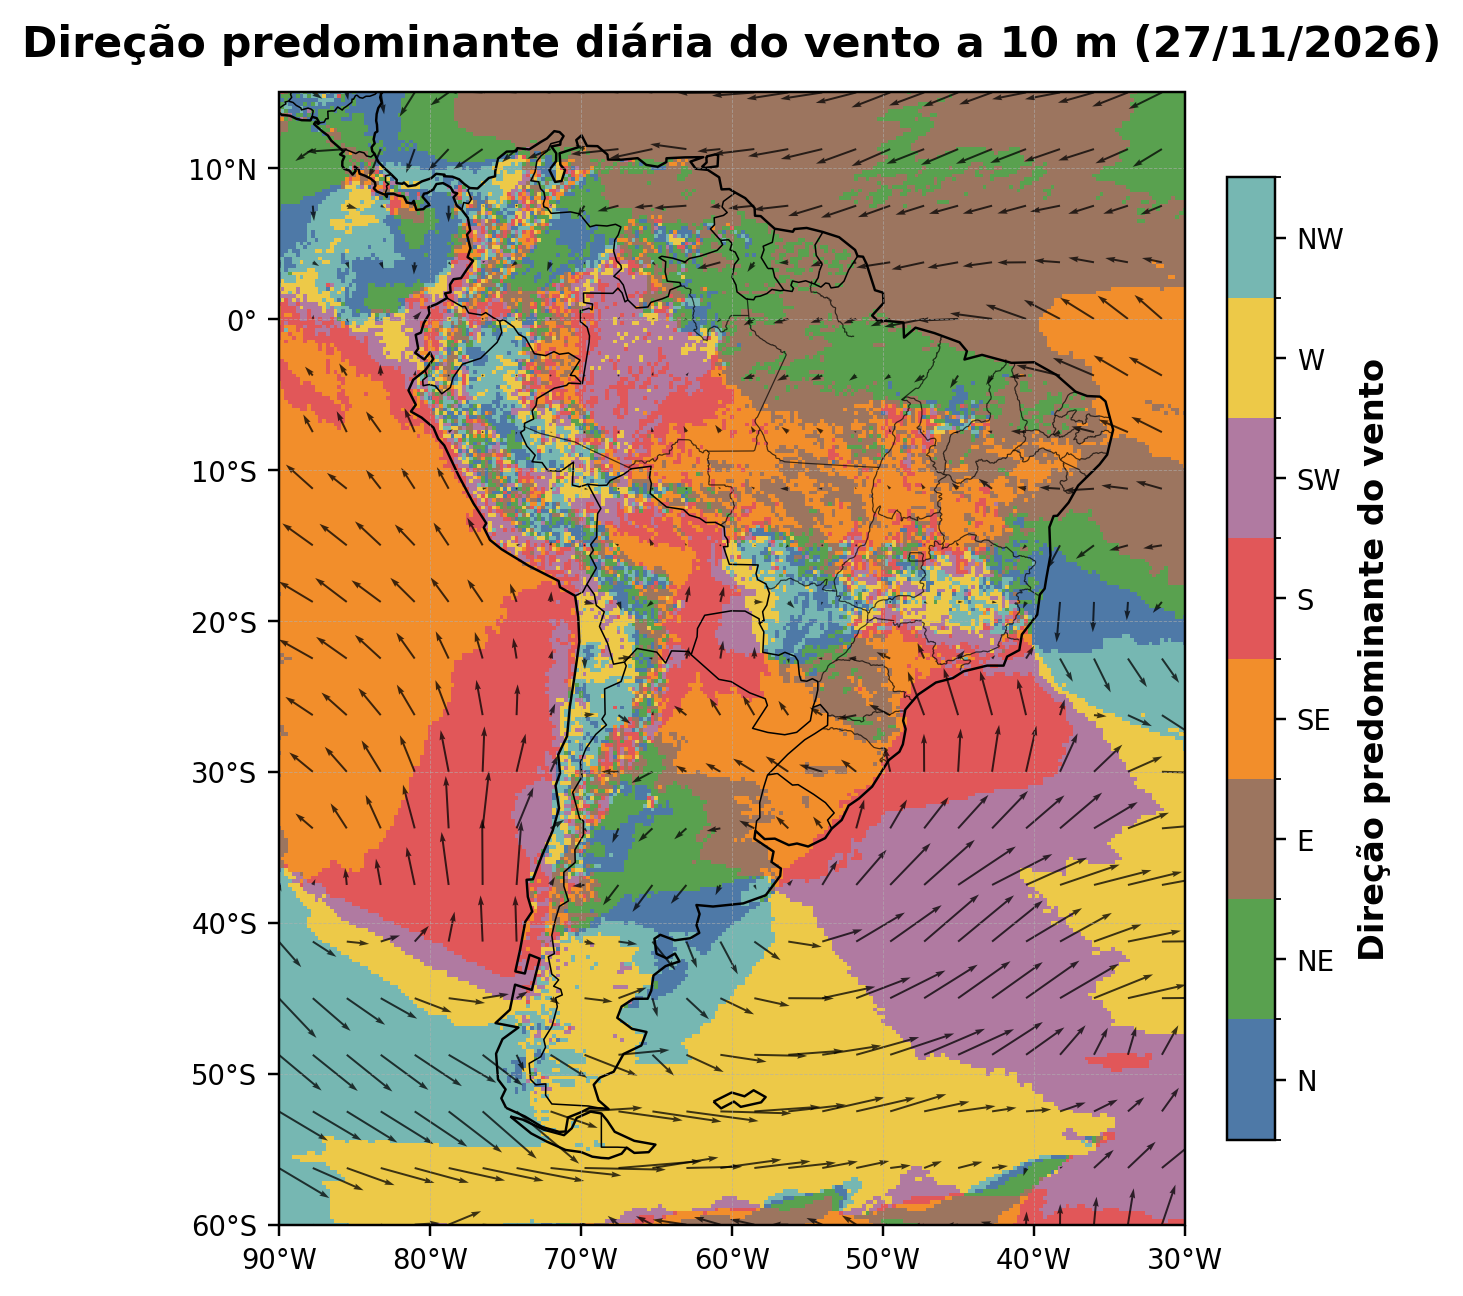 Direção predominante diária do vento a 10 m (27/11/2026)
10°N
0°
10°S
20°S
30°S
40°S
50°S
60°S
90°W
80°W
70°W
60°W
50°W
40°W
30°W
NW
W
SW
S
SE
E
NE
N
Direção predominante do vento